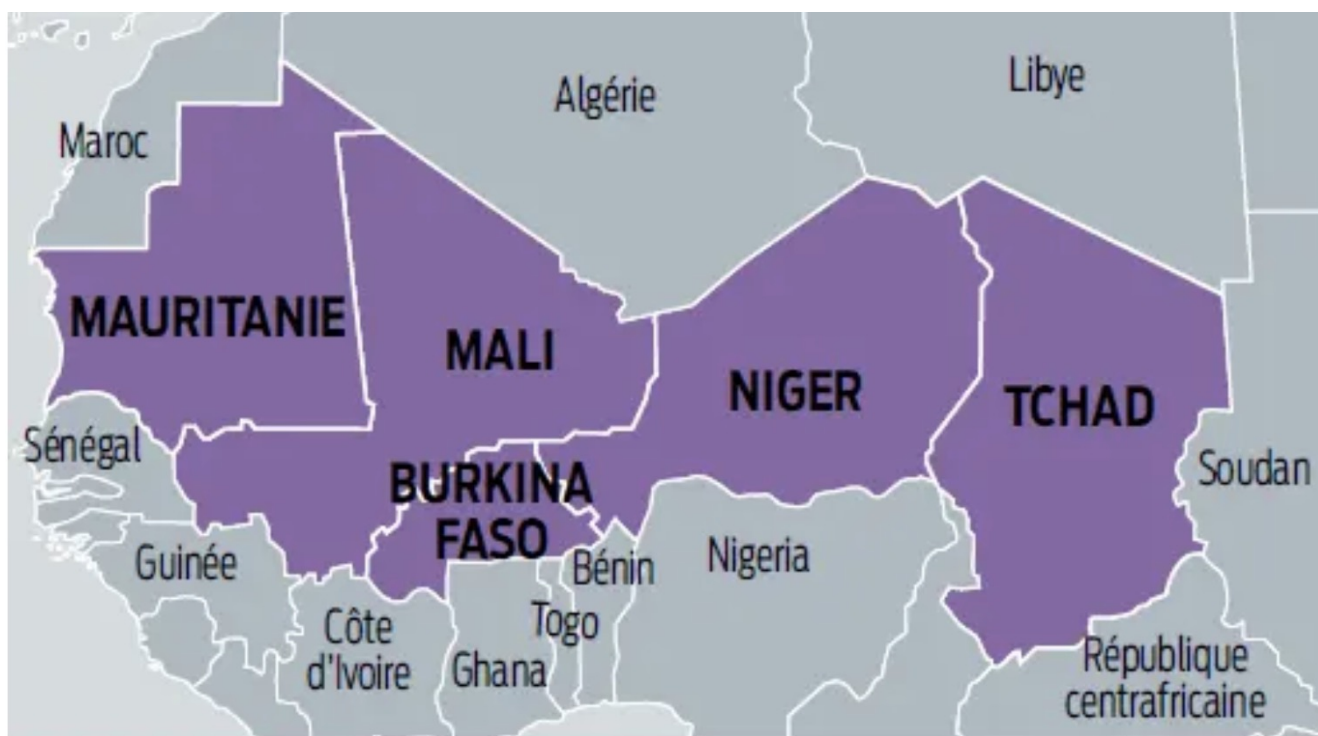 Algérie
Libye
Maroc
MAURITANIE
MALI
NIGER
TCHAD
Sénégal
BURKINA
FASO
Soudan
Guinée
Bénin
Nigeria
Togo
Côte
d'Ivoire
Ghana
République
centrafricaine